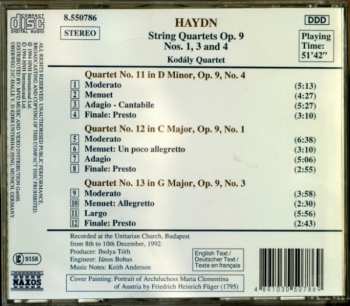 COMPACT
disc
DIGITAL AUDIO
8.550786
STEREO
HAYDN
String Quartets Op. 9
Nos. 1, 3 and 4
Kodály Quartet
DDD
Playing
Time:
51'42"
Quartet No. 11 in D Minor, Op. 9, No. 4
1 Moderato (5:13)
2 Menuet (4:27)
3 Adagio - Cantabile (5:27)
4 Finale: Presto (3:31)
Quartet No. 12 in C Major, Op. 9, No. 1
5 Moderato (6:38)
6 Menuet: Un poco allegretto (3:10)
7 Adagio (5:06)
8 Finale: Presto (2:55)
Quartet No. 13 in G Major, Op. 9, No. 3
9 Moderato (3:58)
10 Menuet: Allegretto (2:30)
11 Largo (5:56)
12 Finale: Presto (2:43)
Recorded at the Unitarian Church, Budapest
from 8th to 10th December, 1992
Producer: Ibolya Tóth
Engineer: János Bohus
Music Notes: Keith Anderson
English Text /
Deutscher Text /
Texte en français
Cover Painting: Portrait of Archduchess Maria Clementina
of Austria by Friedrich Heinrich Füger (1795)
NAXOS